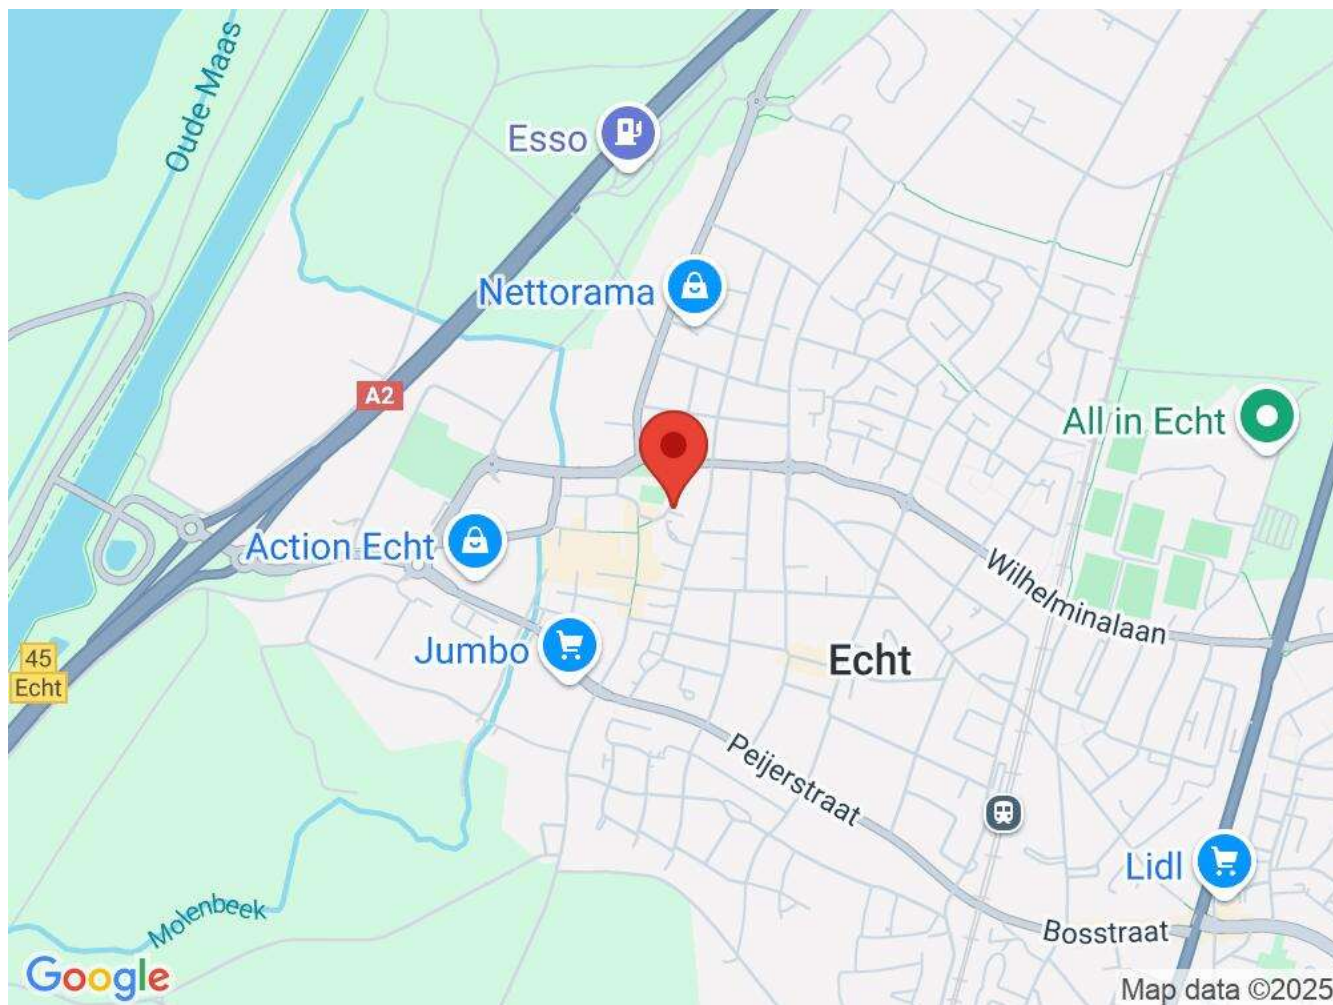 Oude Maas
Esso
Nettorama
A2
All in Echt
Action Echt
Wilhelminalaan
Jumbo
Echt
45
Echt
Peijerstraat
Lidl
Molenbeek
Bosstraat
Google
Map data ©2025